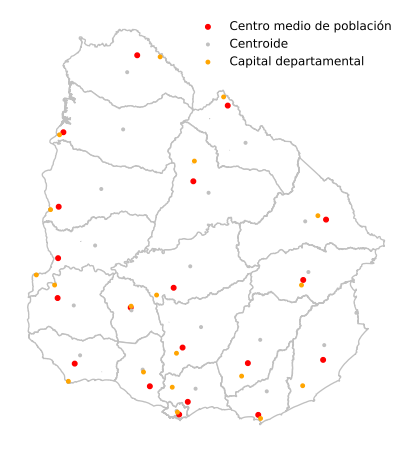 Centro medio de población
Centroide
Capital departamental